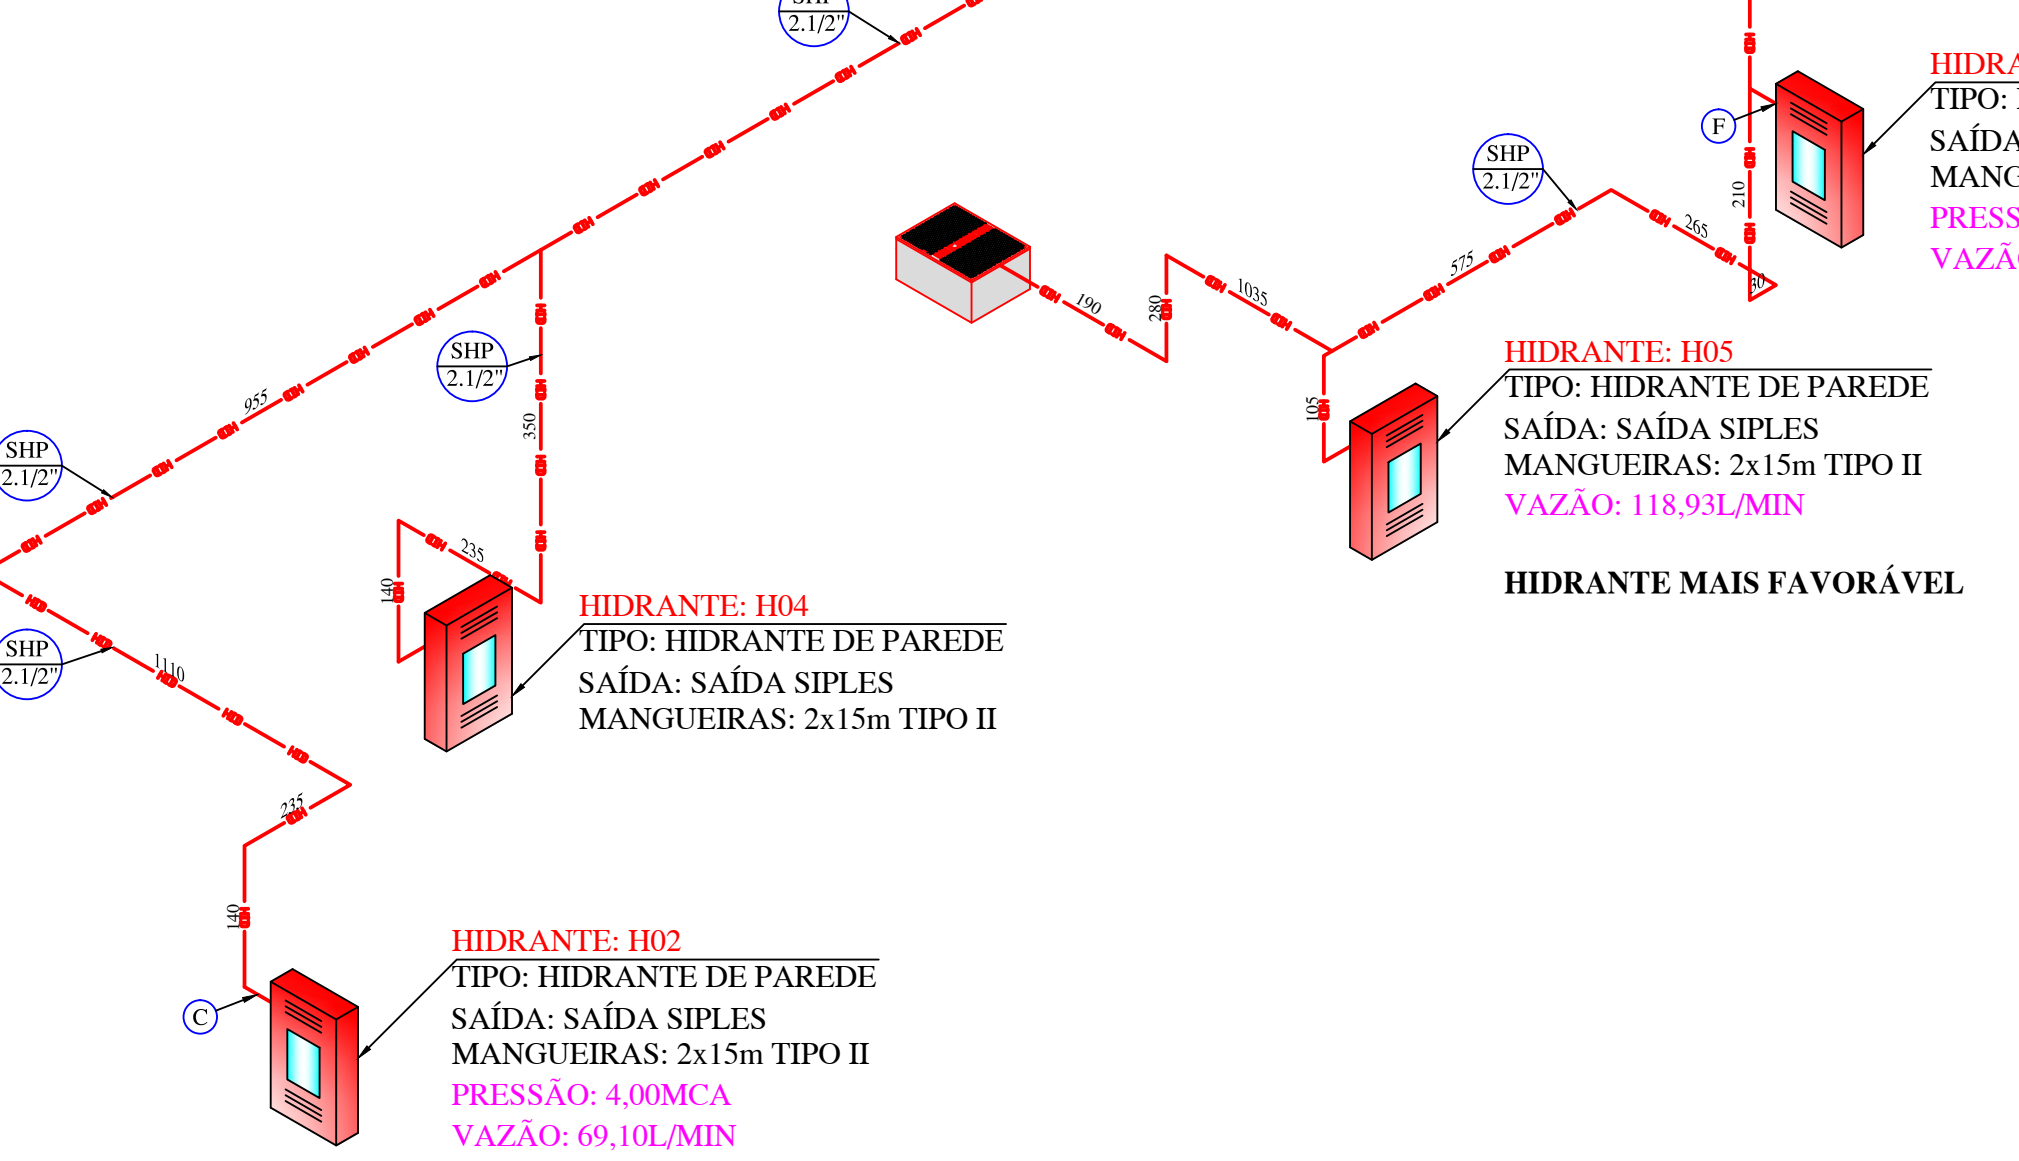 SHP
2.1/2"
HIDRA
TIPO:
SAÍDA
MANG
PRESS
VAZÃO
F
210
SHP
2.1/2"
265
30
575
1035
280
190
105
HIDRANTE: H05
TIPO: HIDRANTE DE PAREDE
SAÍDA: SAÍDA SIPLES
MANGUEIRAS: 2x15m TIPO II
VAZÃO: 118,93L/MIN
HIDRANTE MAIS FAVORÁVEL
SHP
2.1/2"
350
955
SHP
2.1/2"
235
140
HIDRANTE: H04
TIPO: HIDRANTE DE PAREDE
SAÍDA: SAÍDA SIPLES
MANGUEIRAS: 2x15m TIPO II
SHP
2.1/2"
1110
235
140
C
HIDRANTE: H02
TIPO: HIDRANTE DE PAREDE
SAÍDA: SAÍDA SIPLES
MANGUEIRAS: 2x15m TIPO II
PRESSÃO: 4,00MCA
VAZÃO: 69,10L/MIN